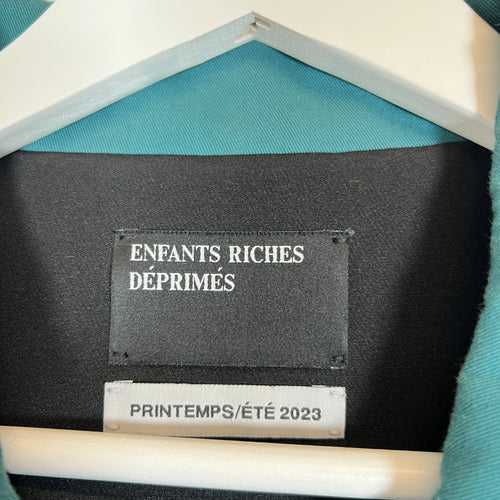 ENFANTS RICHES
DÉPRIMÉS
PRINTEMPS/ÉTÉ 2023